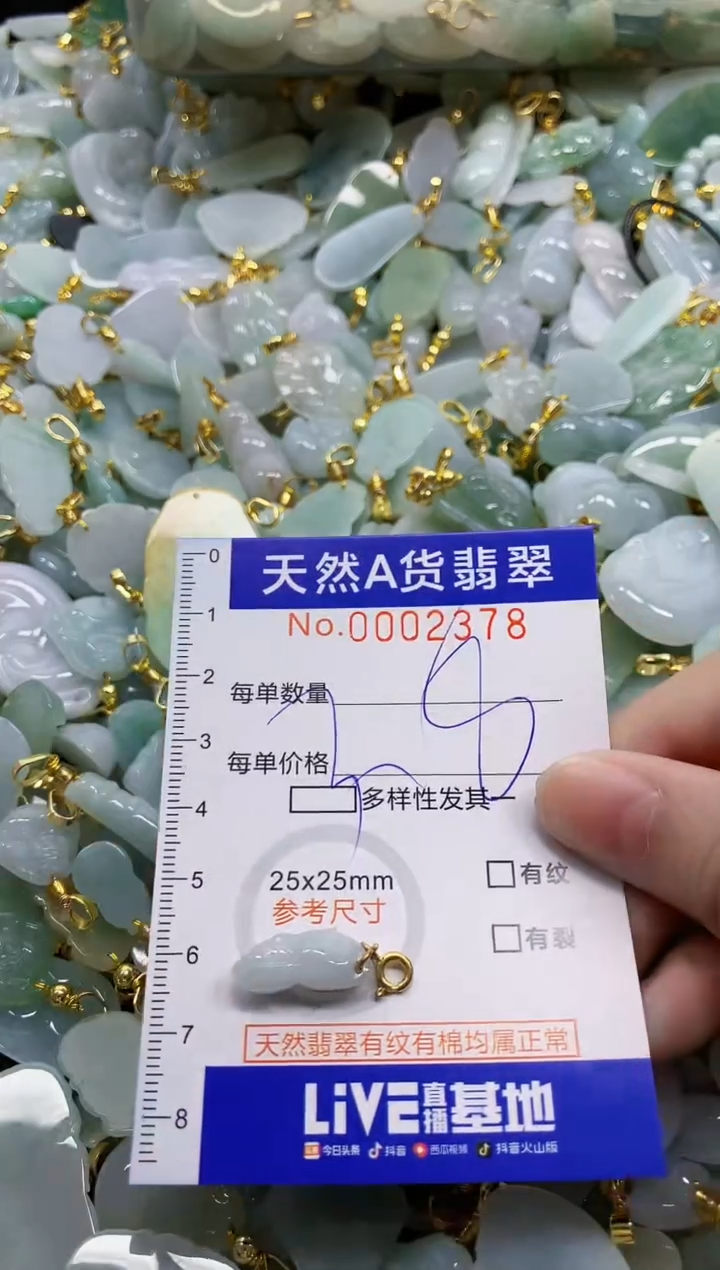 0
天然A货翡翠
No.0002378
1
2
每单数量
3
每单价格
4
多样性发其一
5
25x25mm
有纹
参考尺寸
有裂
6
天然翡翠有纹有棉均属正常
7
LiVE直播基地
8
今日头条 抖音 西瓜视频 抖音火山版